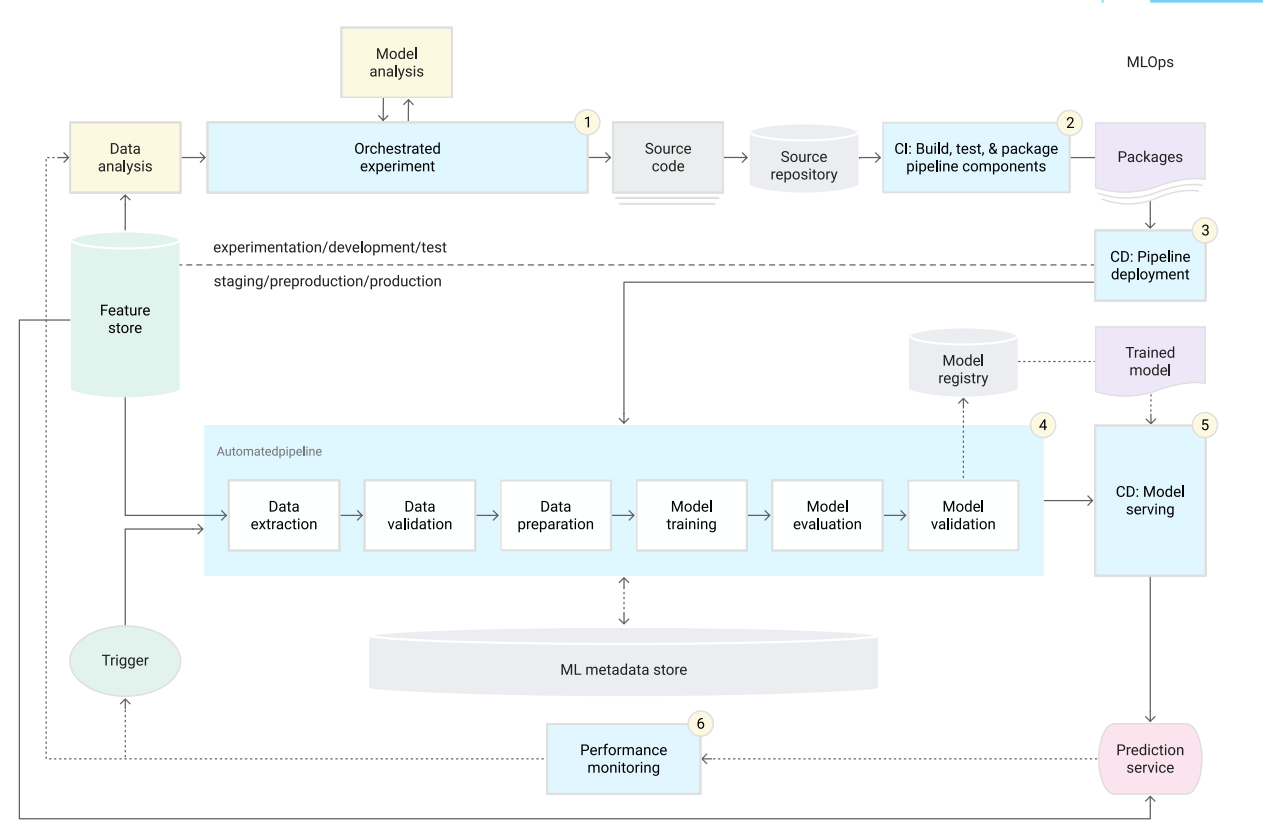 Model
analysis
MLOps
1
2
Data
analysis
Orchestrated
experiment
Source
code
Source
repository
CI: Build, test, & package
pipeline components
Packages
3
experimentation/development/test
staging/preproduction/production
CD: Pipeline
deployment
Feature
store
Model
registry
Trained
model
4
5
Automatedpipeline
Data
extraction
Data
validation
Data
preparation
Model
training
Model
evaluation
Model
validation
CD: Model
serving
Trigger
ML metadata store
6
Performance
monitoring
Prediction
service